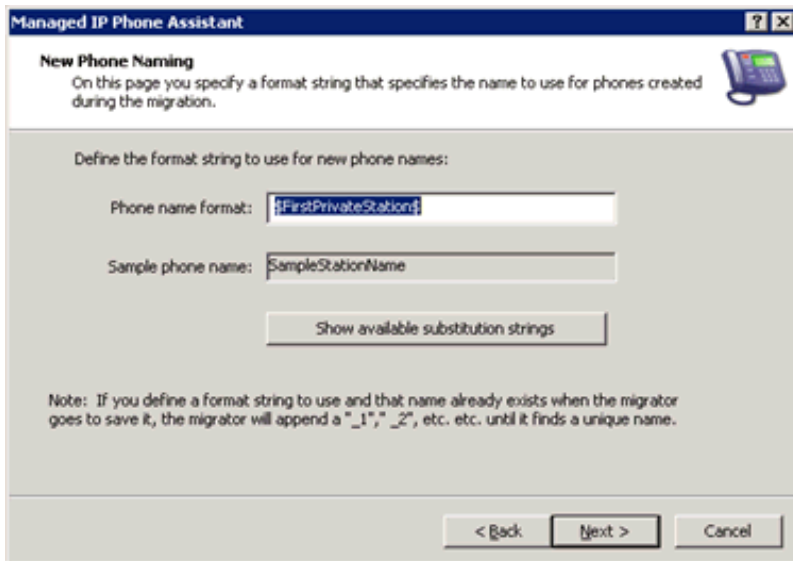 Managed IP Phone Assistant
New Phone Naming
On this page you specify a format string that specifies the name to use for phones created
during the migration.
Define the format string to use for new phone names:
Phone name format: $FirstPrivateStation$
Sample phone name: SampleStationName
Show available substitution strings
Note: If you define a format string to use and that name already exists when the migrator
goes to save it, the migrator will append a "_1"," _2", etc. etc. until it finds a unique name.
< Back Next > Cancel